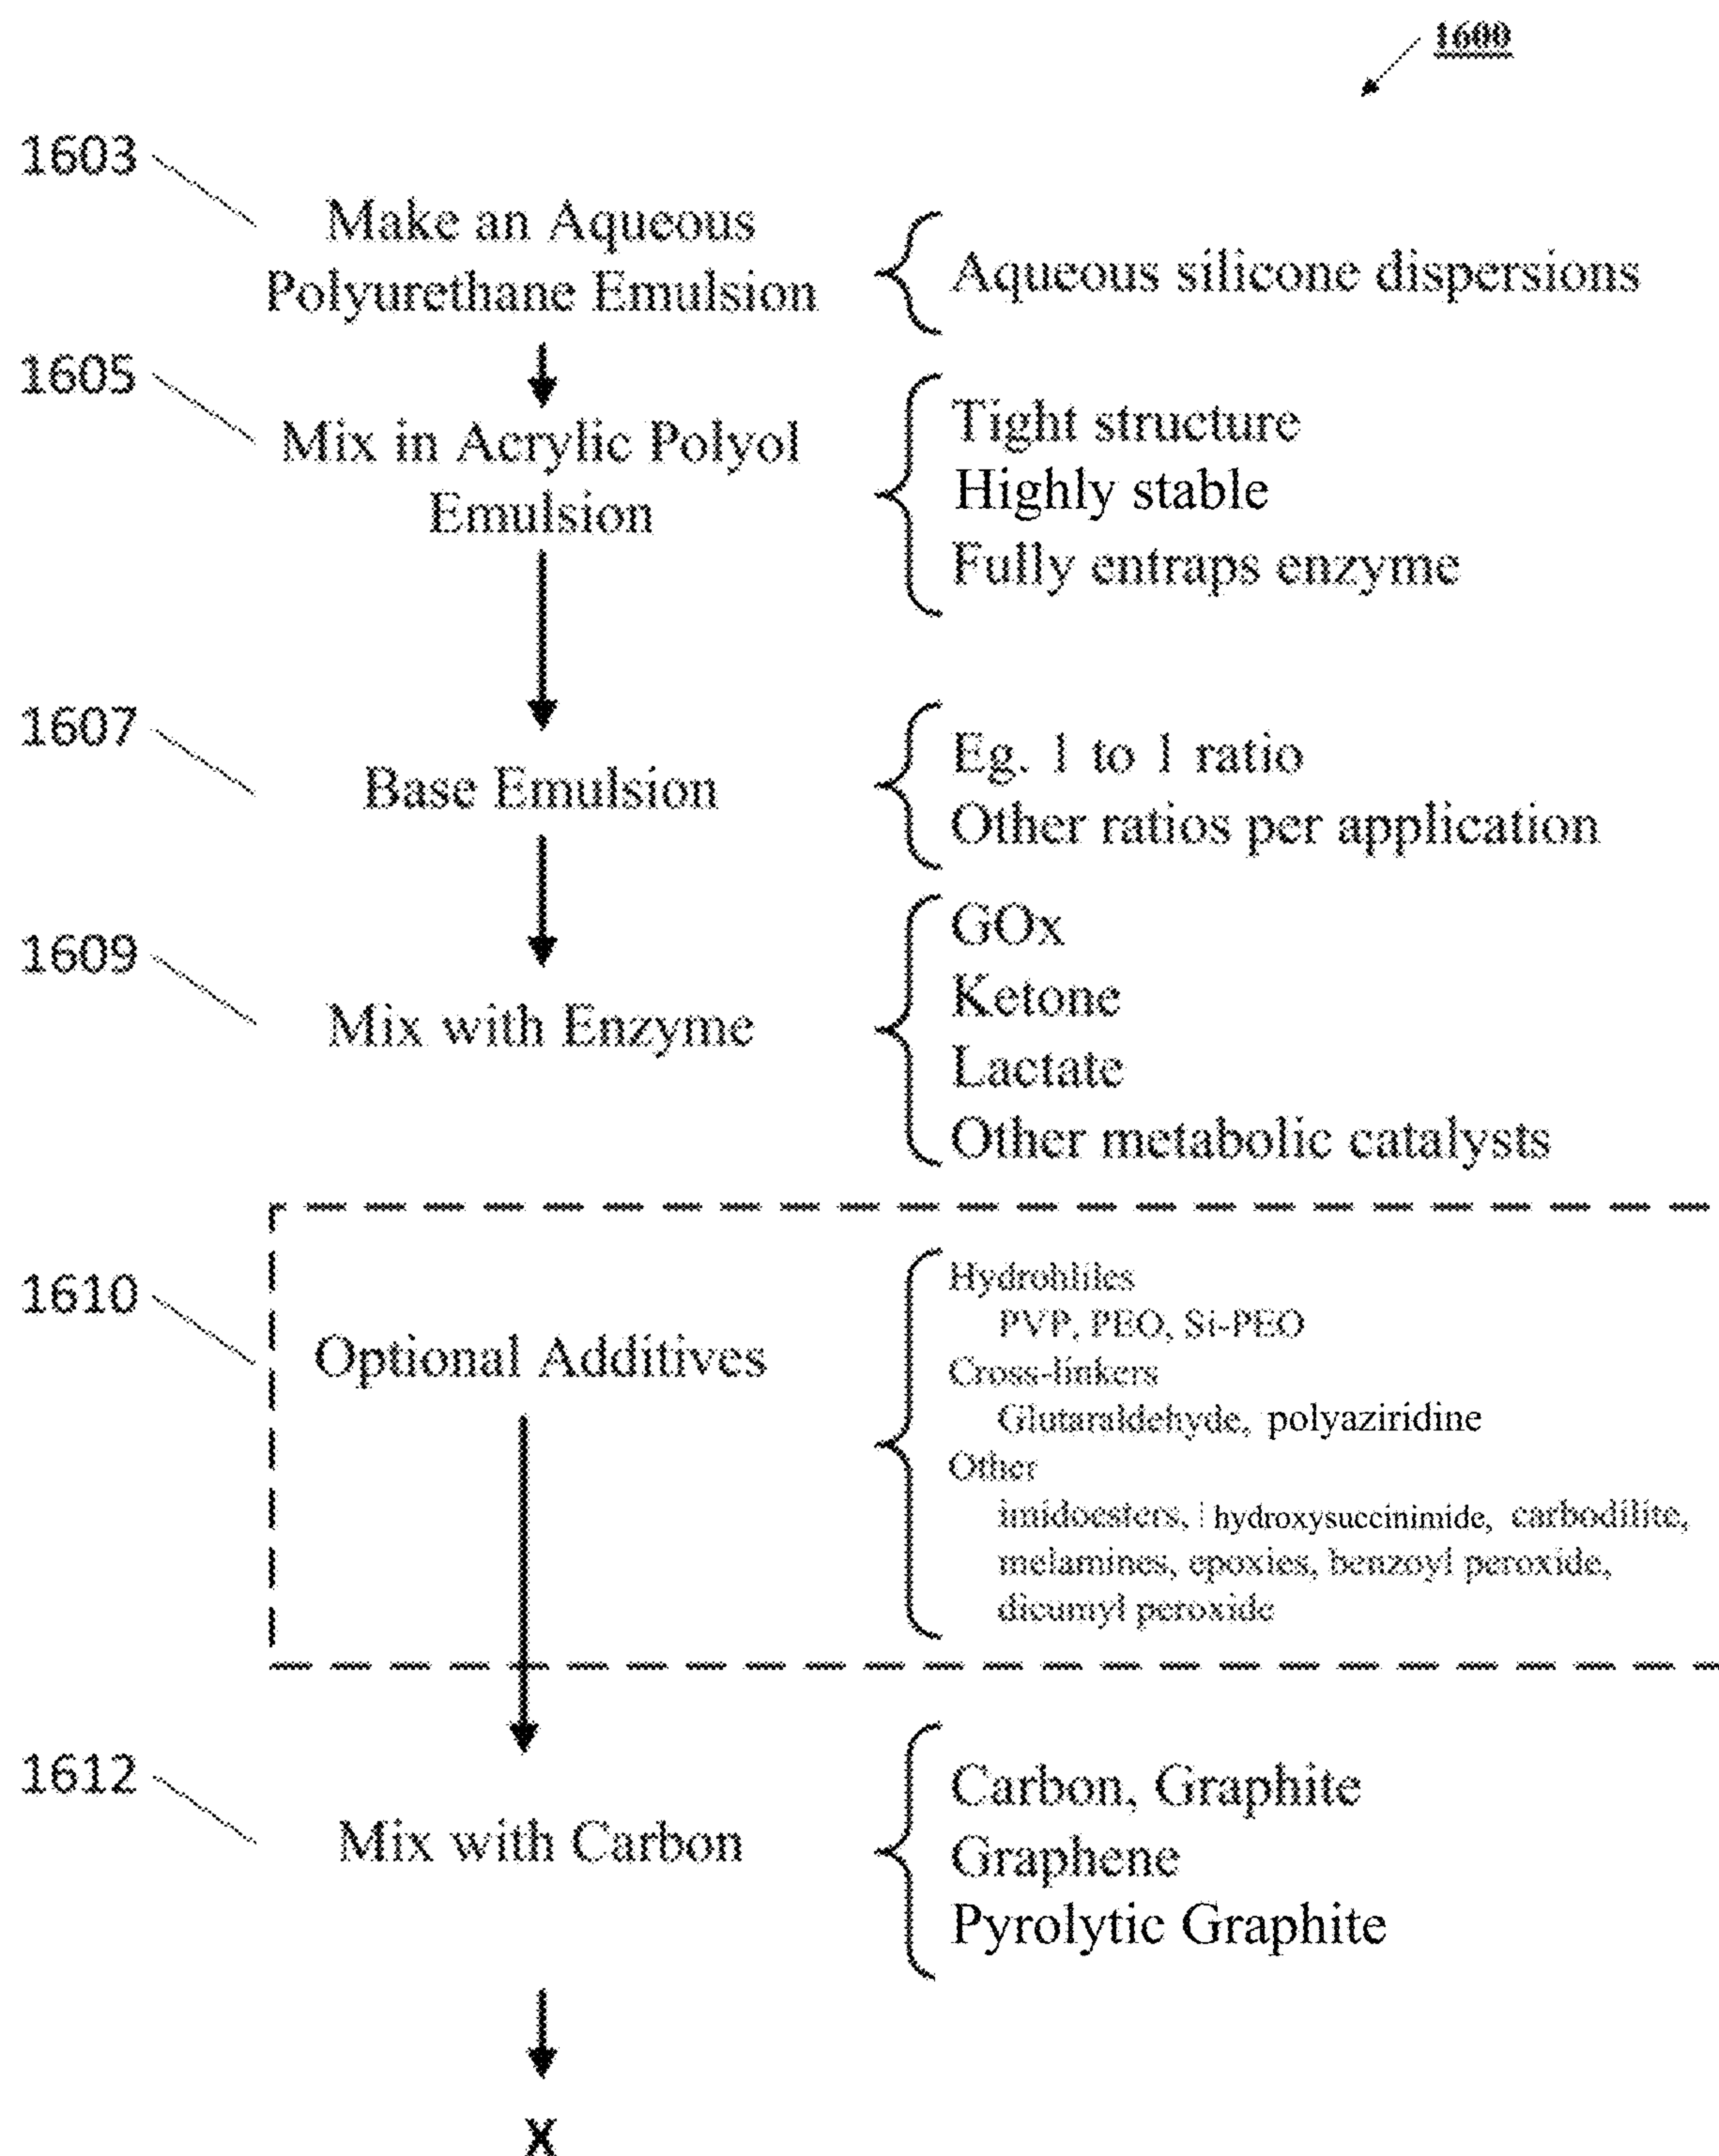 1600
1603
Make an Aqueous
Polyurethane Emulsion
Aqueous silicone dispersions
1605
Mix in Acrylic Polyol
Emulsion
Tight structure
Highly stable
Fully entraps enzyme
1607
Base Emulsion
Eg. 1 to 1 ratio
Other ratios per application
1609
Mix with Enzyme
GOx
Ketone
Lactate
Other metabolic catalysts
1610
Optional Additives
Hydrohliles
PVP, PEO, Si-PEO
Cross-linkers
Glutaraldehyde, polyaziridine
Other
imidoesters, hydroxysuccinimide, carbodilite,
melamines, epoxies, benzoyl peroxide,
dicumyl peroxide
1612
Mix with Carbon
Carbon, Graphite
Graphene
Pyrolytic Graphite
X